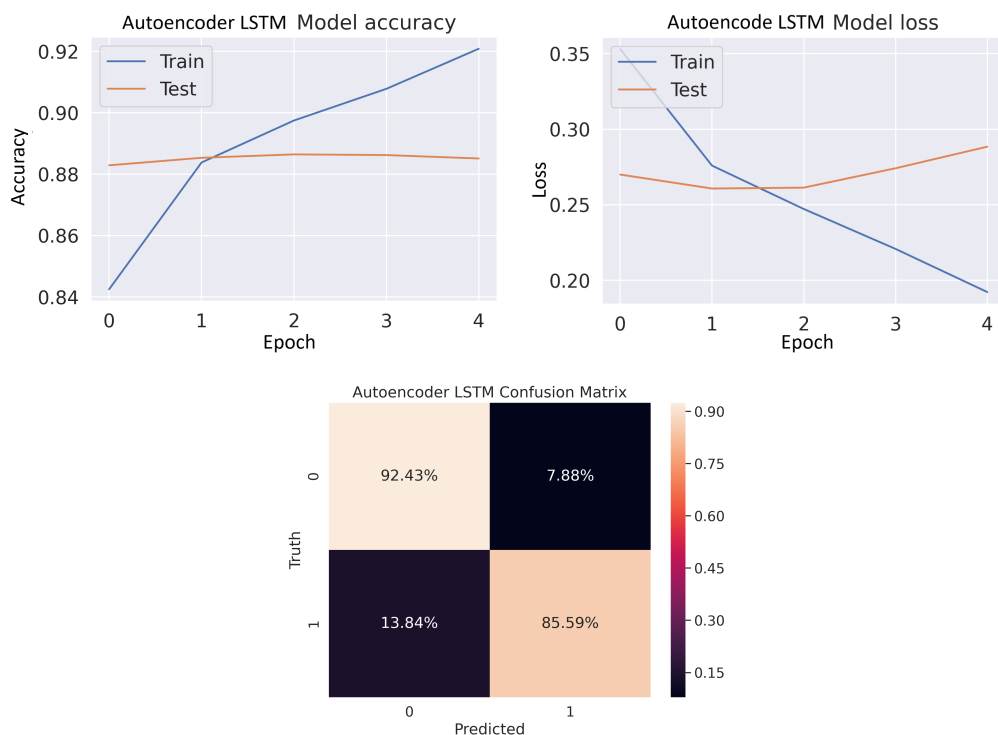 Autoencoder LSTM Model accuracy
Train
Test
0.92
0.90
0.88
0.86
0.84
Accuracy
0 1 2 3 4
Epoch
Autoencode LSTM Model loss
Train
Test
0.35
0.30
0.25
0.20
Loss
0 1 2 3 4
Epoch
Autoencoder LSTM Confusion Matrix
0
92.43% 7.88%
Truth
1
13.84% 85.59%
0 1
Predicted
0.90
0.75
0.60
0.45
0.30
0.15